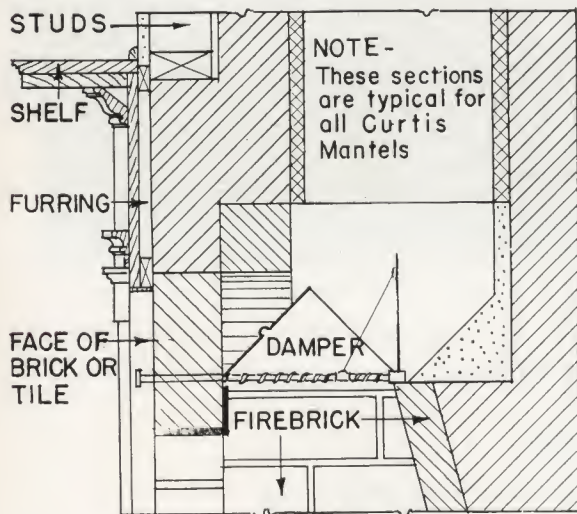 STUDS
NOTE-
These sections
are typical for
all Curtis
Mantels
SHELF
FURRING
DAMPER
FACE OF
BRICK OR
TILE
FIREBRICK